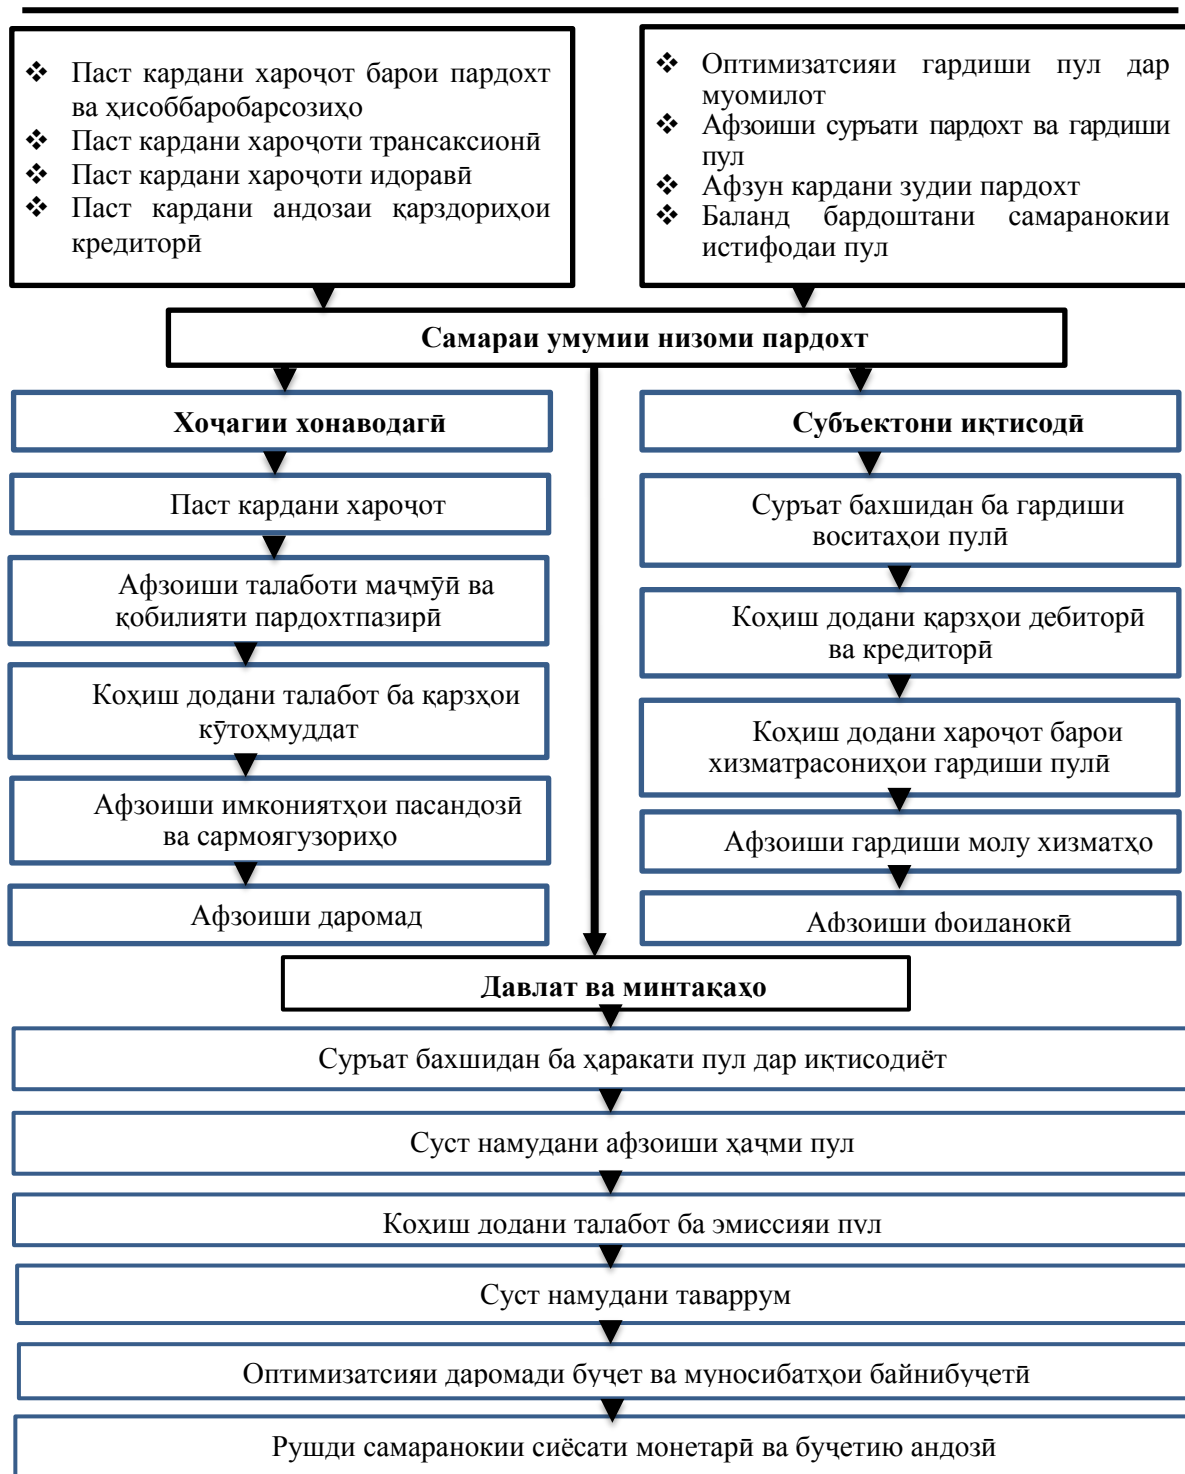 ❖ Паст кардани хароҷот барои пардохт
ва ҳисоббаробарсозиҳо
❖ Паст кардани хароҷоти трансаксионӣ
❖ Паст кардани хароҷоти идоравӣ
❖ Паст кардани андозаи қарздориҳои
кредиторӣ
❖ Оптимизатсияи гардиши пул дар
муомилот
❖ Афзоиши суръати пардохт ва гардиши
пул
❖ Афзун кардани зудии пардохт
❖ Баланд бардоштани самаранокии
истифодаи пул
Самараи умумии низоми пардохт
Хоҷагии хонаводагӣ
Паст кардани хароҷот
Афзоиши талаботи маҷмӯӣ ва
қобилияти пардохтпазирӣ
Коҳиш додани талабот ба қарзҳои
кӯтоҳмуддат
Афзоиши имкониятҳои пасандозӣ
ва сармоягузориҳо
Афзоиши даромад
Субъектони иқтисодӣ
Суръат бахшидан ба гардиши
воситаҳои пулӣ
Коҳиш додани қарзҳои дебиторӣ
ва кредиторӣ
Коҳиш додани хароҷот барои
хизматрасониҳои гардиши пулӣ
Афзоиши гардиши молу хизматҳо
Афзоиши фоиданокӣ
Давлат ва минтақаҳо
Суръат бахшидан ба ҳаракати пул дар иқтисодиёт
Суст намудани афзоиши ҳаҷми пул
Коҳиш додани талабот ба эмиссияи пул
Суст намудани таваррум
Оптимизатсияи даромади буҷет ва муносибатҳои байнибуҷетӣ
Рушди самаранокии сиёсати монетарӣ ва буҷетию андозӣ